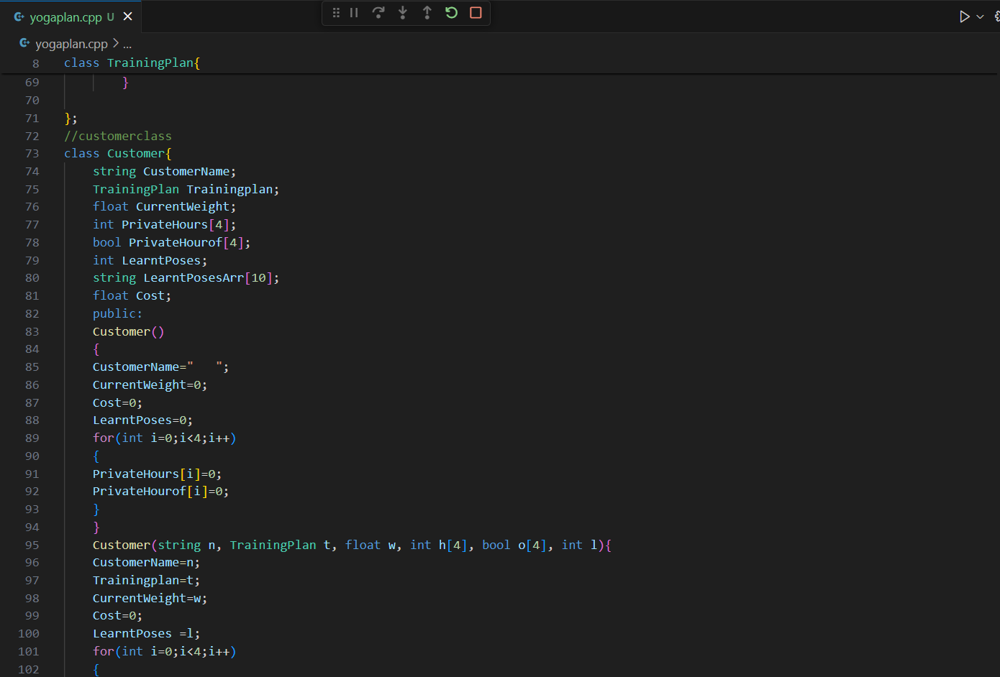 yogaplan.cpp U
yogaplan.cpp > ...
8 class TrainingPlan{
69 }
70
71 };
72 //customerclass
73 class Customer{
74 string CustomerName;
75 TrainingPlan Trainingplan;
76 float CurrentWeight;
77 int PrivateHours[4];
78 bool PrivateHourof[4];
79 int LearntPoses;
80 string LearntPosesArr[10];
81 float Cost;
82 public:
83 Customer()
84 {
85 CustomerName="   ";
86 CurrentWeight=0;
87 Cost=0;
88 LearntPoses=0;
89 for(int i=0;i<4;i++)
90 {
91 PrivateHours[i]=0;
92 PrivateHourof[i]=0;
93 }
94 }
95 Customer(string n, TrainingPlan t, float w, int h[4], bool o[4], int l){
96 CustomerName=n;
97 Trainingplan=t;
98 CurrentWeight=w;
99 Cost=0;
100 LearntPoses =l;
101 for(int i=0;i<4;i++)
102 {